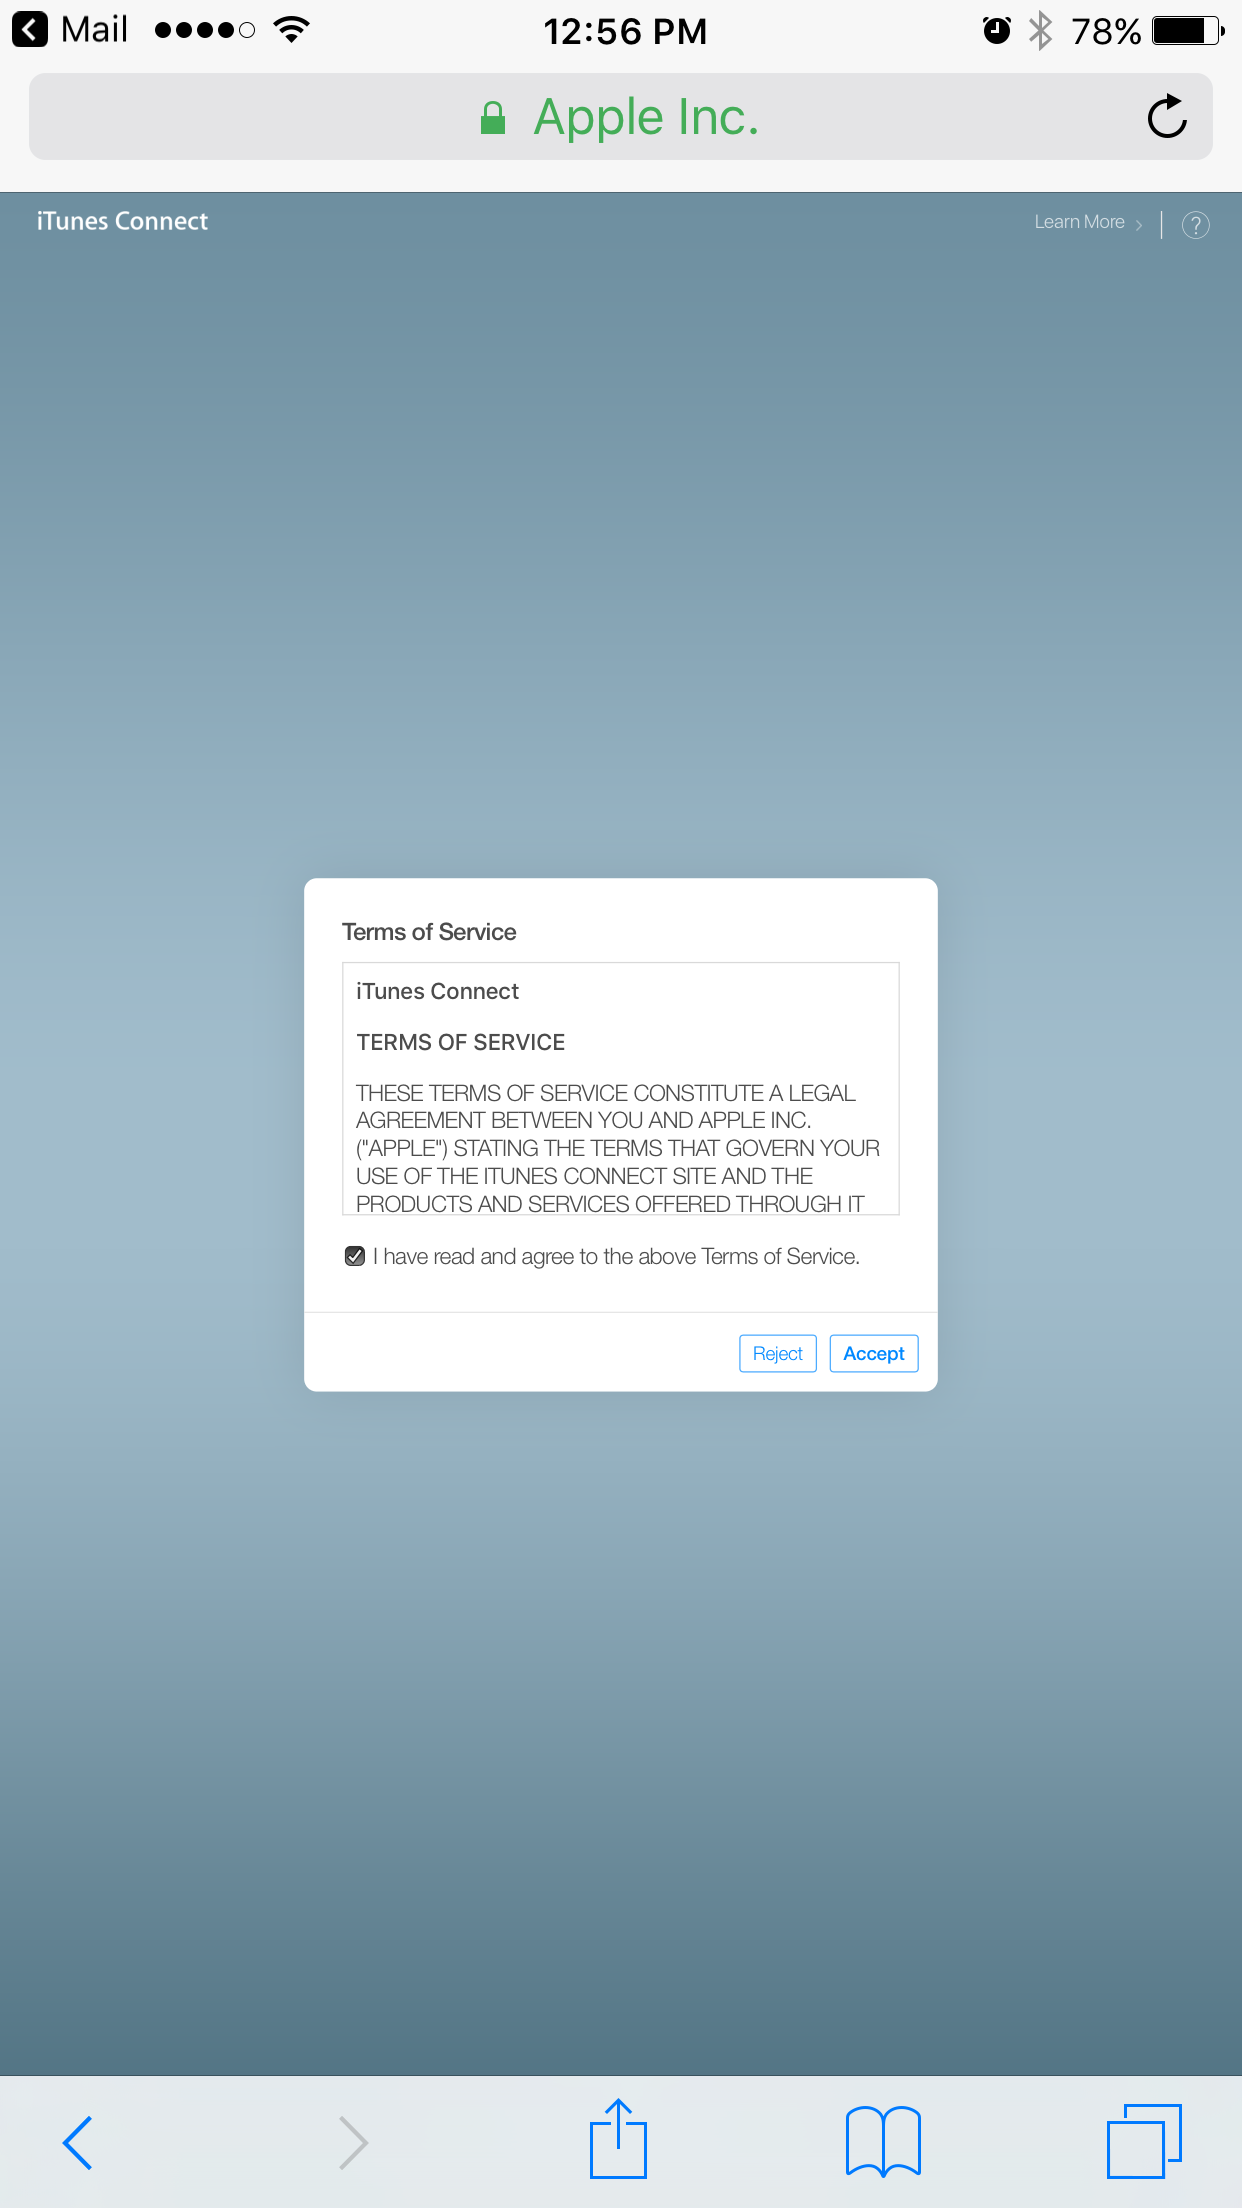 Mail 12:56 PM 78%
Apple Inc.
iTunes Connect Learn More
Terms of Service
iTunes Connect
TERMS OF SERVICE
THESE TERMS OF SERVICE CONSTITUTE A LEGAL
AGREEMENT BETWEEN YOU AND APPLE INC.
("APPLE") STATING THE TERMS THAT GOVERN YOUR
USE OF THE ITUNES CONNECT SITE AND THE
PRODUCTS AND SERVICES OFFERED THROUGH IT
I have read and agree to the above Terms of Service.
Reject Accept